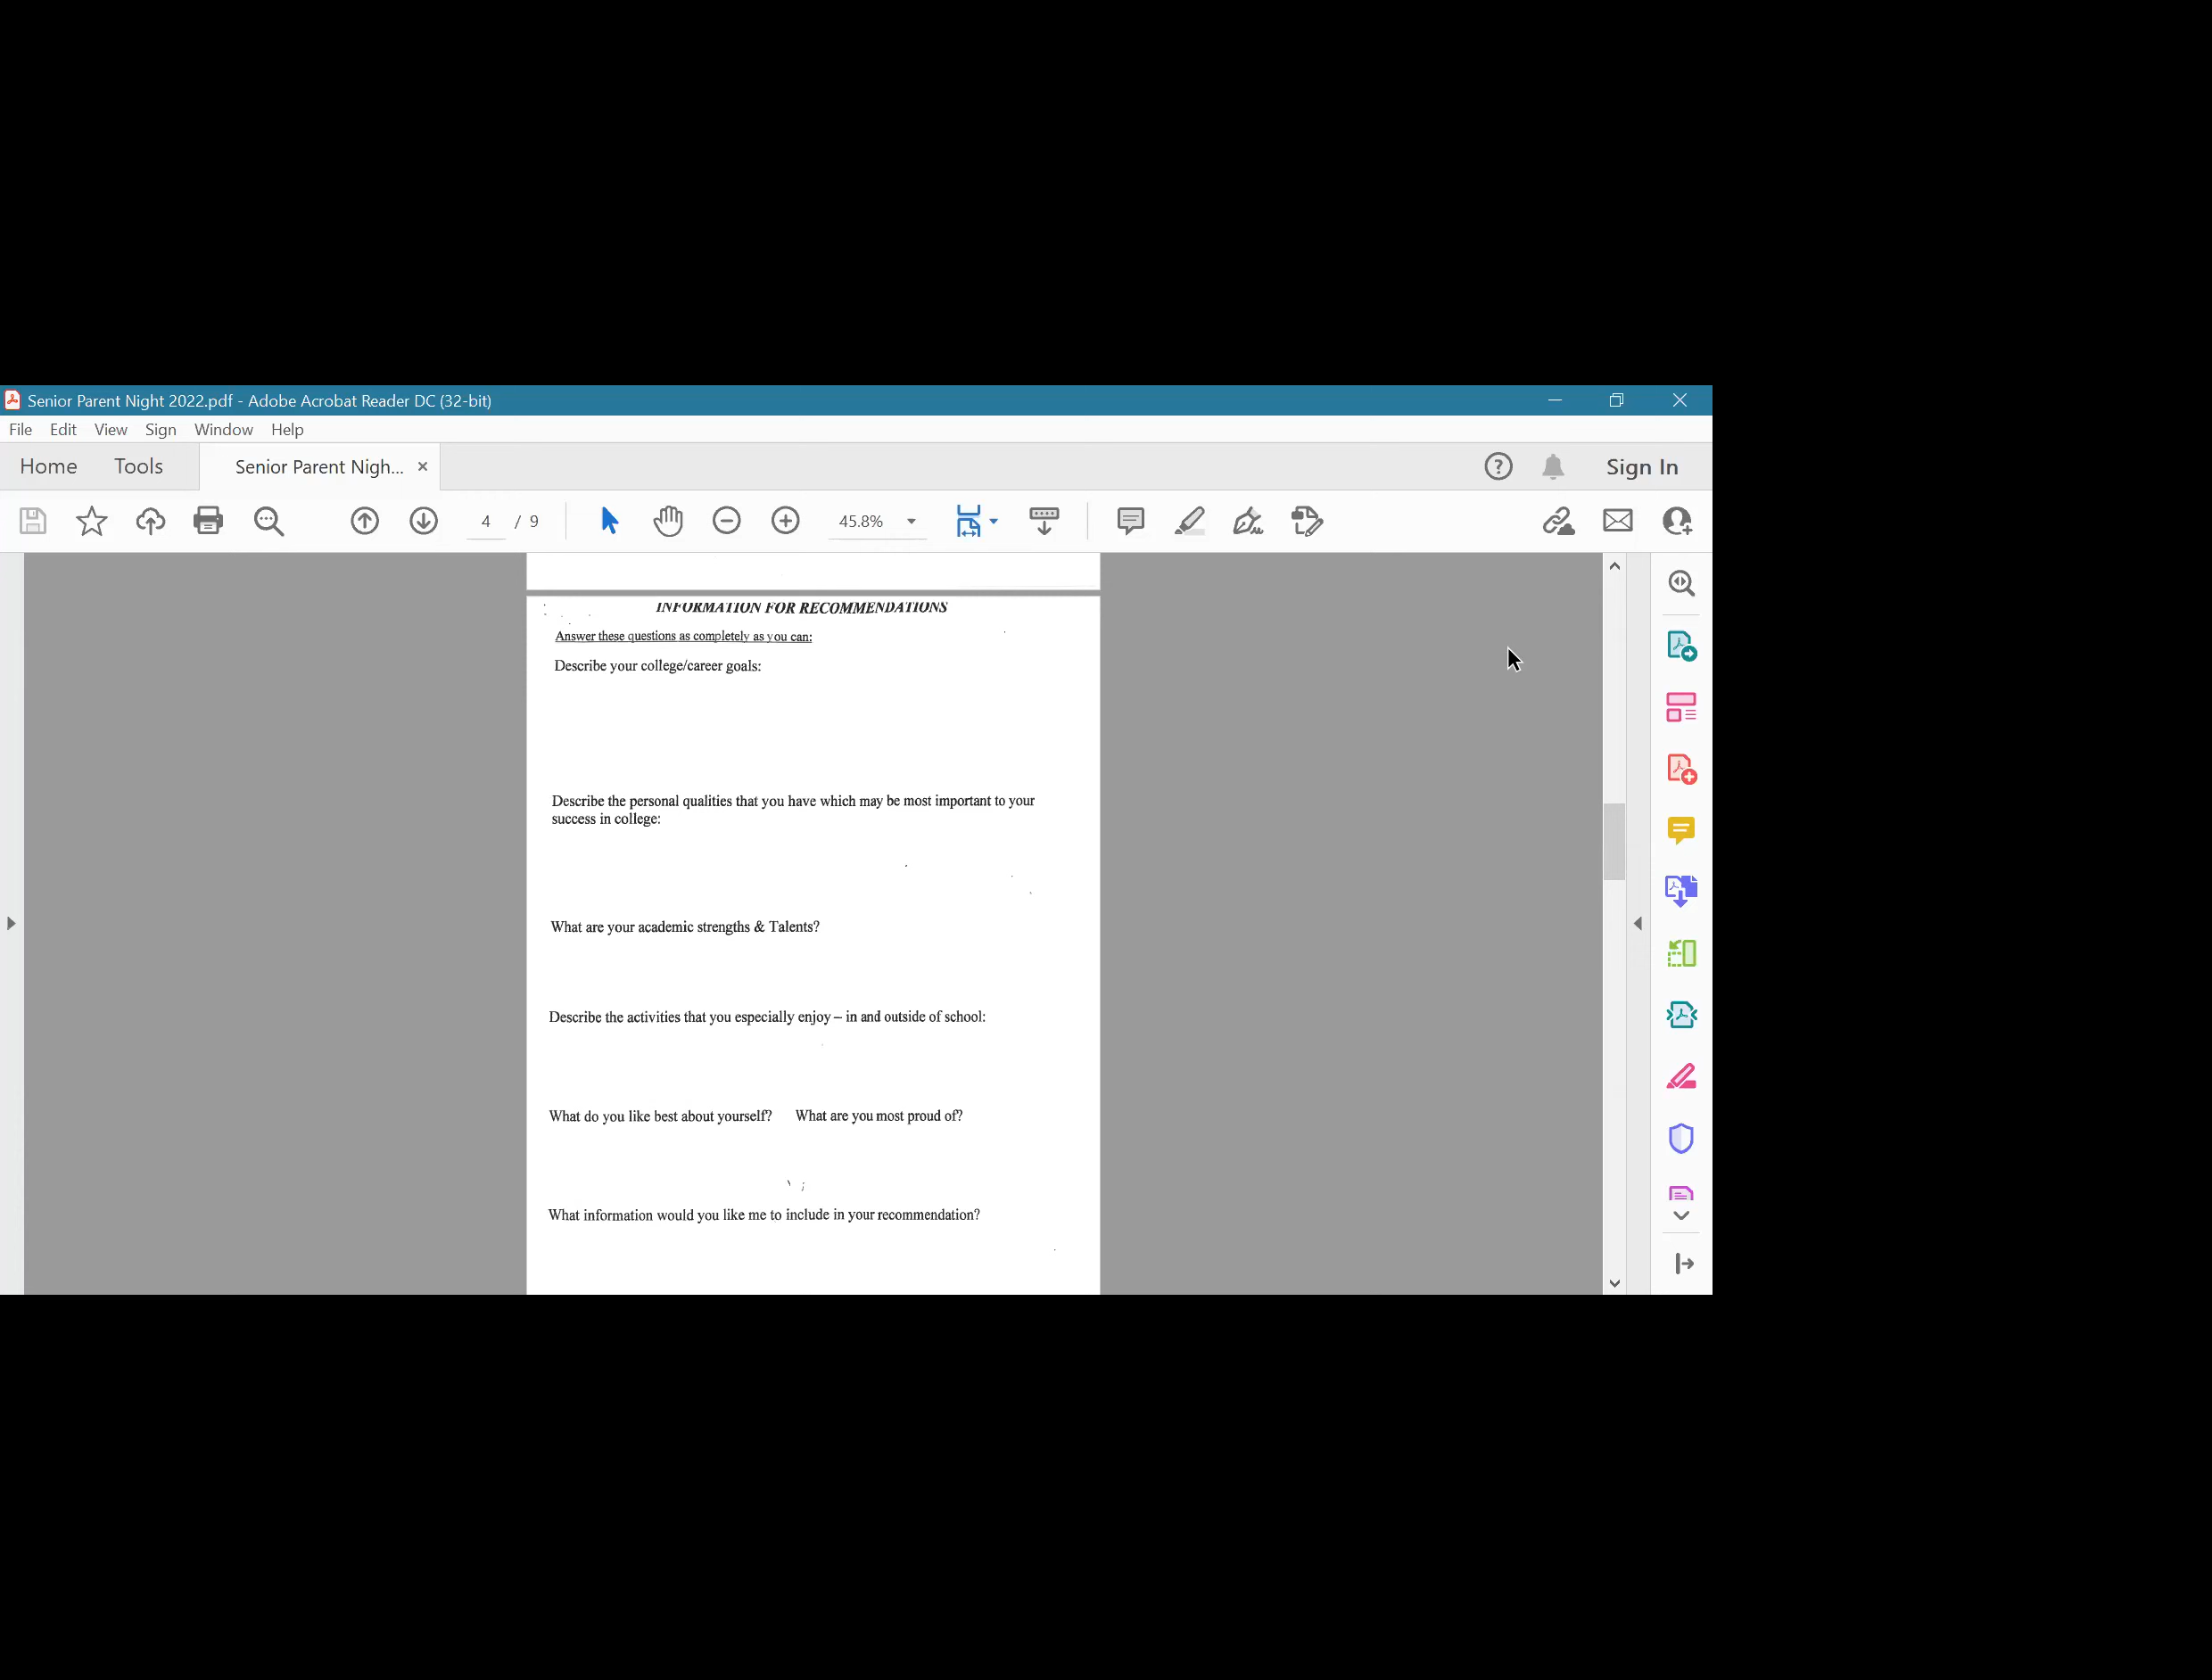 Senior Parent Night 2022.pdf - Adobe Acrobat Reader DC (32-bit)
File Edit View Sign Window Help
Home Tools Senior Parent Nigh... Sign In
4 / 9 45.8%
INFORMATION FOR RECOMMENDATIONS
Answer these questions as completely as you can:
Describe your college/career goals:
Describe the personal qualities that you have which may be most important to your
success in college:
What are your academic strengths & Talents?
Describe the activities that you especially enjoy – in and outside of school:
What do you like best about yourself? What are you most proud of?
What information would you like me to include in your recommendation?